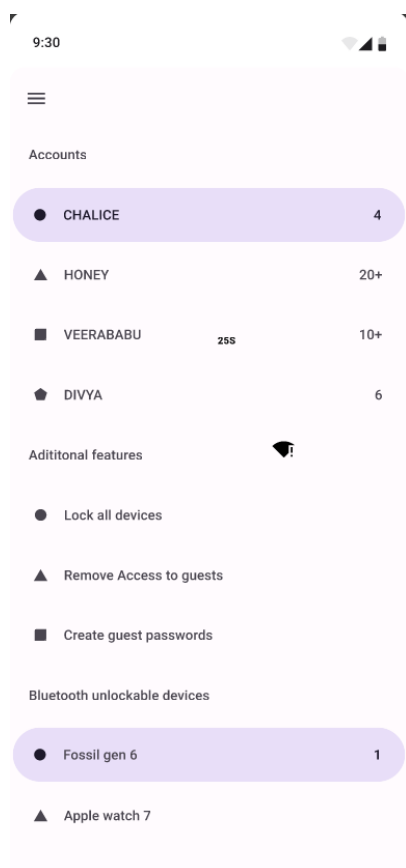 9:30
Accounts
CHALICE 4
HONEY 20+
VEERABABU 10+
25S
DIVYA 6
Adititonal features
Lock all devices
Remove Access to guests
Create guest passwords
Bluetooth unlockable devices
Fossil gen 6 1
Apple watch 7